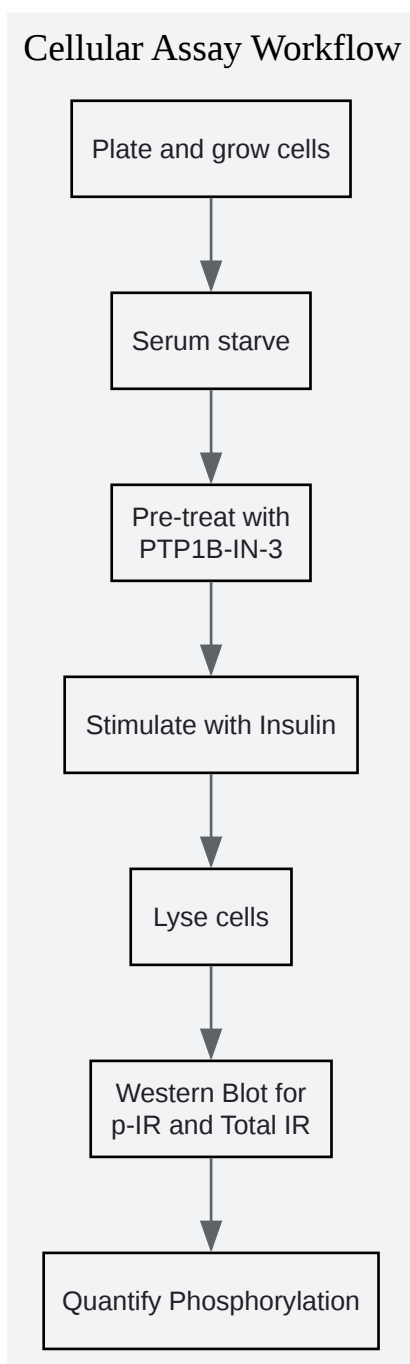 Cellular Assay Workflow
Plate and grow cells
Serum starve
Pre-treat with
PTP1B-IN-3
Stimulate with Insulin
Lyse cells
Western Blot for
p-IR and Total IR
Quantify Phosphorylation